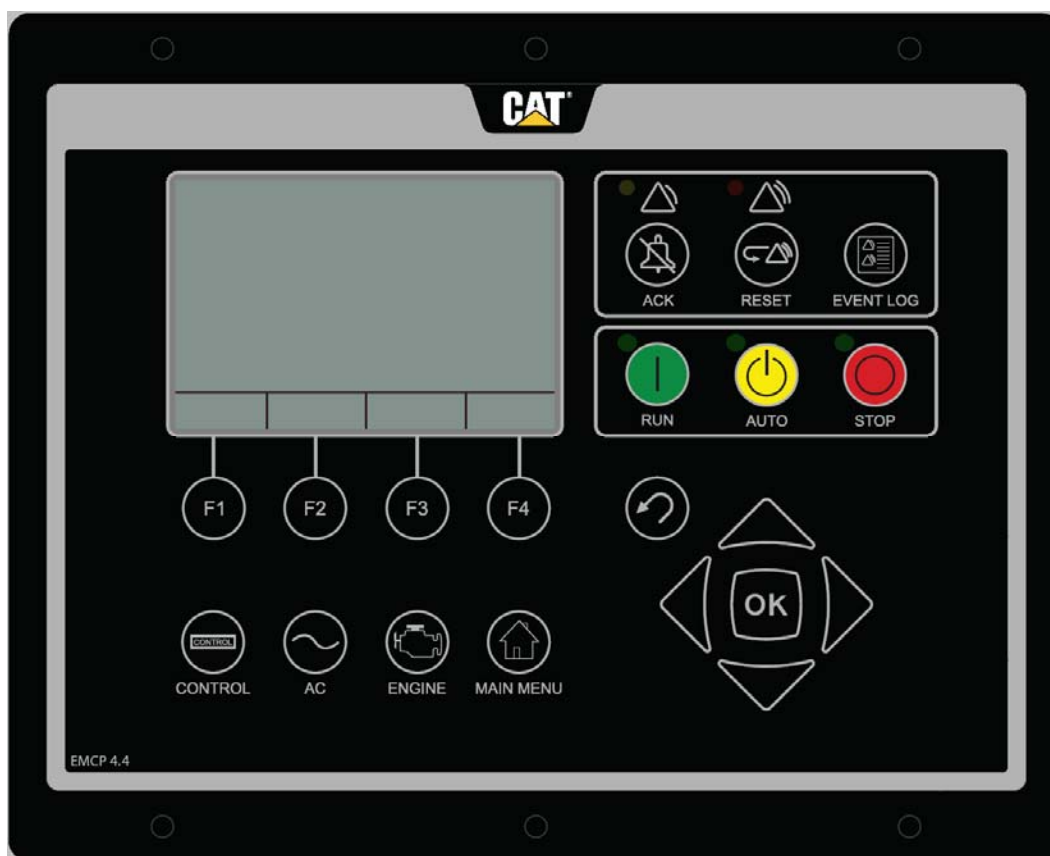 CAT®
ACK RESET EVENT LOG
RUN AUTO STOP
F1 F2 F3 F4
OK
CONTROL
CONTROL AC ENGINE MAIN MENU
EMCP 4.4